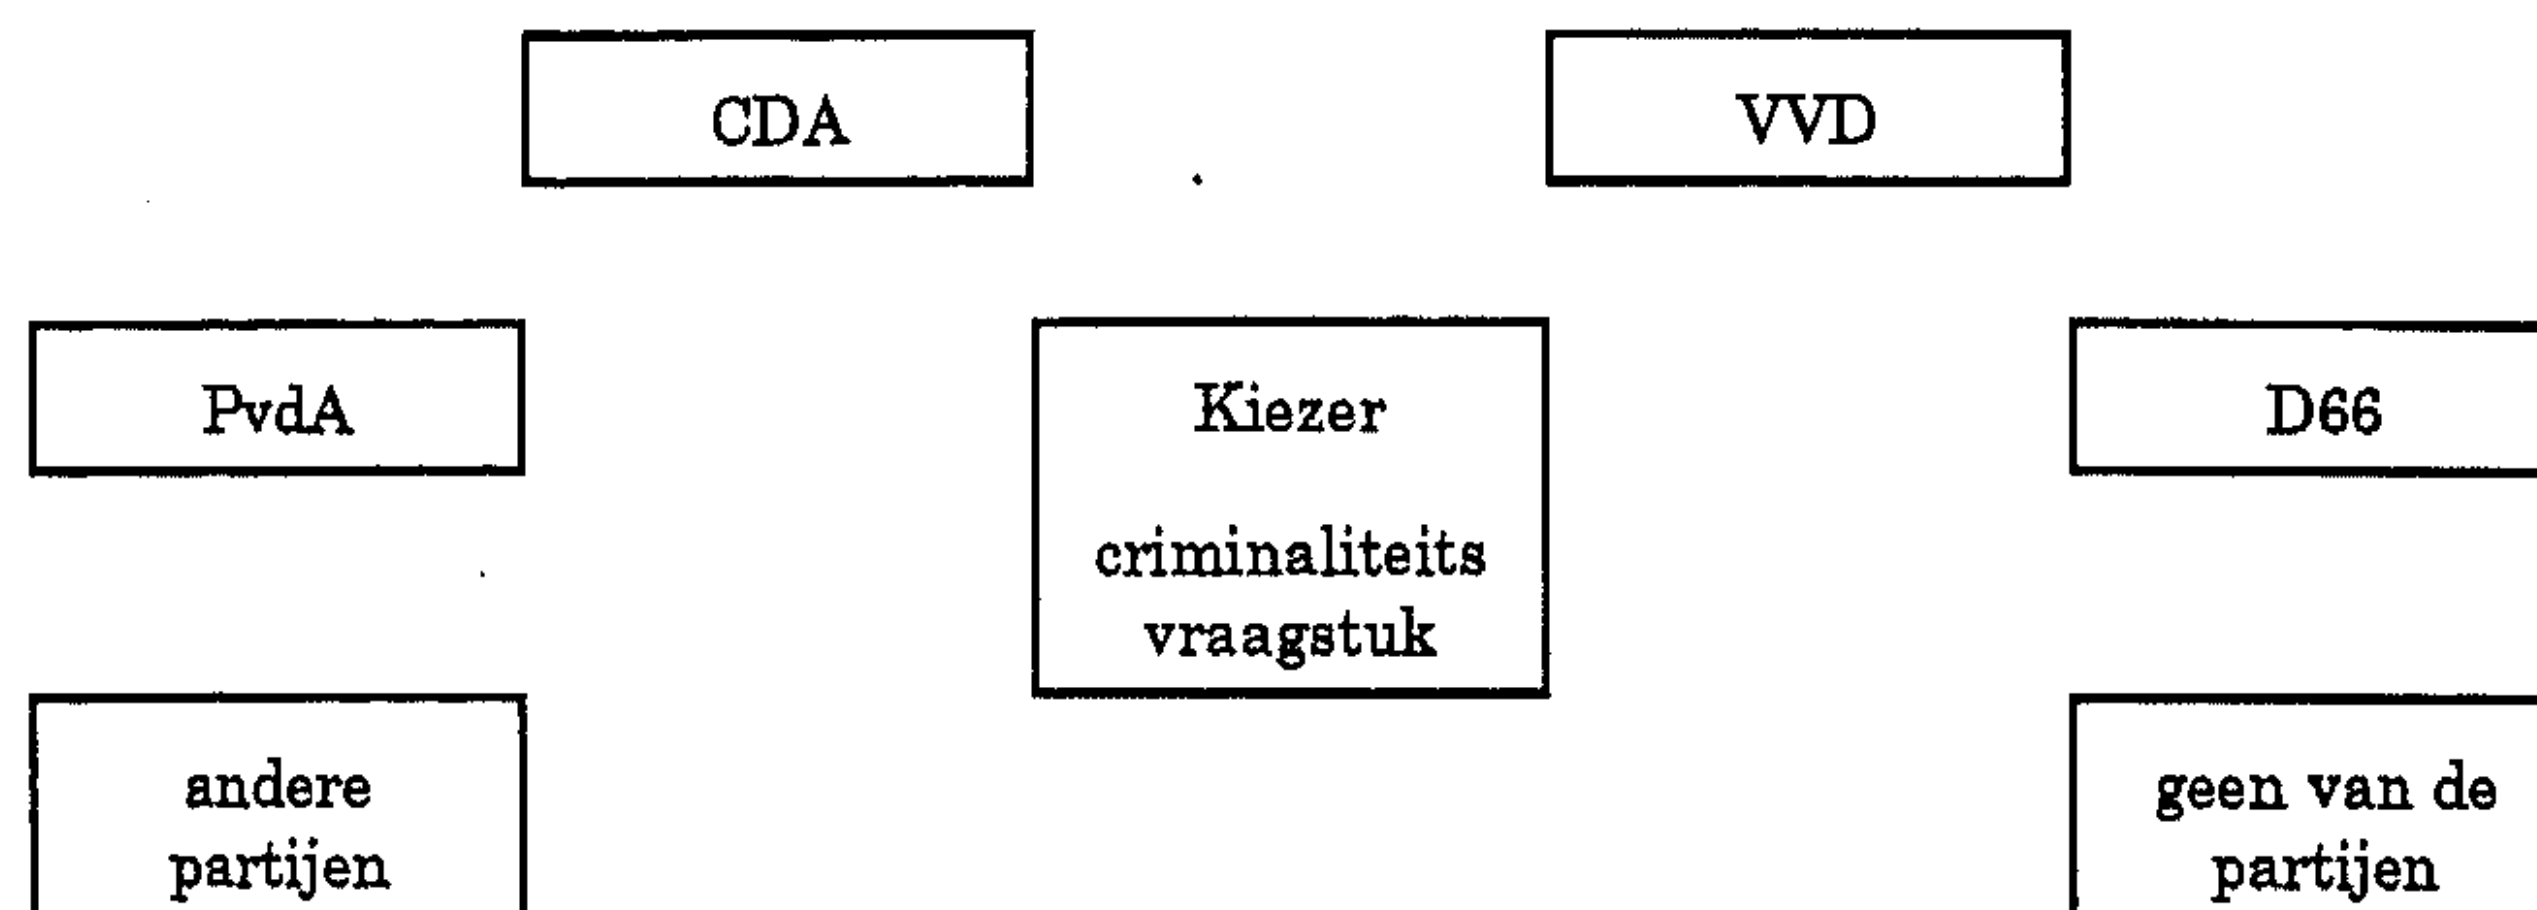 CDA
VVD
PvdA
Kiezer
D66
criminaliteits
vraagstuk
andere
partijen
geen van de
partijen